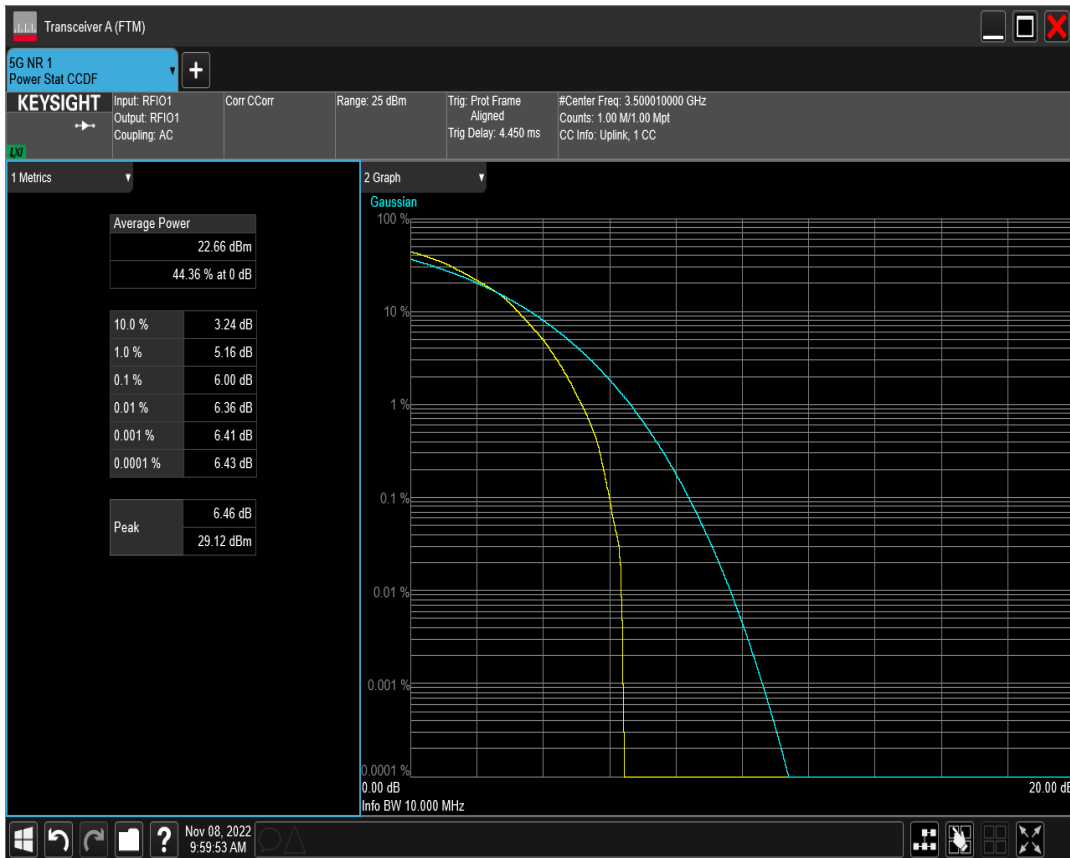 Transceiver A (FTM)
5G NR 1
Power Stat CCDF
+
KEYSIGHT
LXI
Input: RFIO1
Output: RFIO1
Coupling: AC
Corr CCorr
Range: 25 dBm
Trig: Prot Frame
Aligned
Trig Delay: 4.450 ms
#Center Freq: 3.500010000 GHz
Counts: 1.00 M/1.00 Mpt
CC Info: Uplink, 1 CC
1 Metrics
Average Power
22.66 dBm
44.36 % at 0 dB
10.0 % 3.24 dB
1.0 % 5.16 dB
0.1 % 6.00 dB
0.01 % 6.36 dB
0.001 % 6.41 dB
0.0001 % 6.43 dB
Peak
6.46 dB
29.12 dBm
2 Graph
Gaussian
100 %
10 %
1 %
0.1 %
0.01 %
0.001 %
0.0001 %
0.00 dB 20.00 dB
Info BW 10.000 MHz
?
Nov 08, 2022
9:59:53 AM